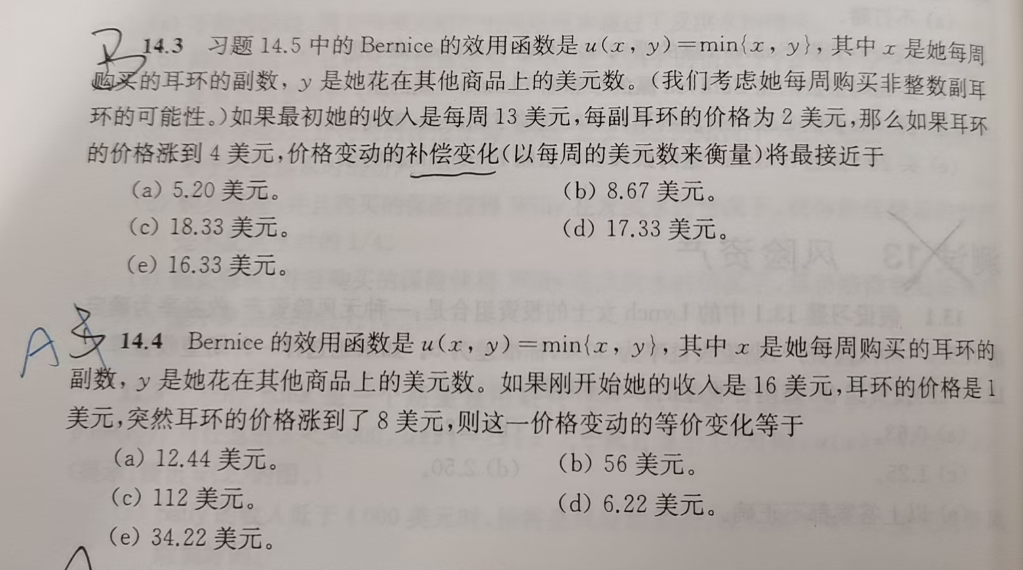 B 14.3 习题 14.5 中的 Bernice 的效用函数是 u(x, y)=min{x, y}, 其中 x 是她每周
购买的耳环的副数, y 是她花在其他商品上的美元数。(我们考虑她每周购买非整数副耳
环的可能性。)如果最初她的收入是每周 13 美元,每副耳环的价格为 2 美元,那么如果耳环
的价格涨到 4 美元,价格变动的补偿变化(以每周的美元数来衡量)将最接近于
(a) 5.20 美元。 (b) 8.67 美元。
(c) 18.33 美元。 (d) 17.33 美元。
(e) 16.33 美元。
A 14.4 Bernice 的效用函数是 u(x, y)=min{x, y}, 其中 x 是她每周购买的耳环的
副数, y 是她花在其他商品上的美元数。如果刚开始她的收入是 16 美元,耳环的价格是 1
美元,突然耳环的价格涨到了 8 美元,则这一价格变动的等价变化等于
(a) 12.44 美元。 (b) 56 美元。
(c) 112 美元。 (d) 6.22 美元。
(e) 34.22 美元。